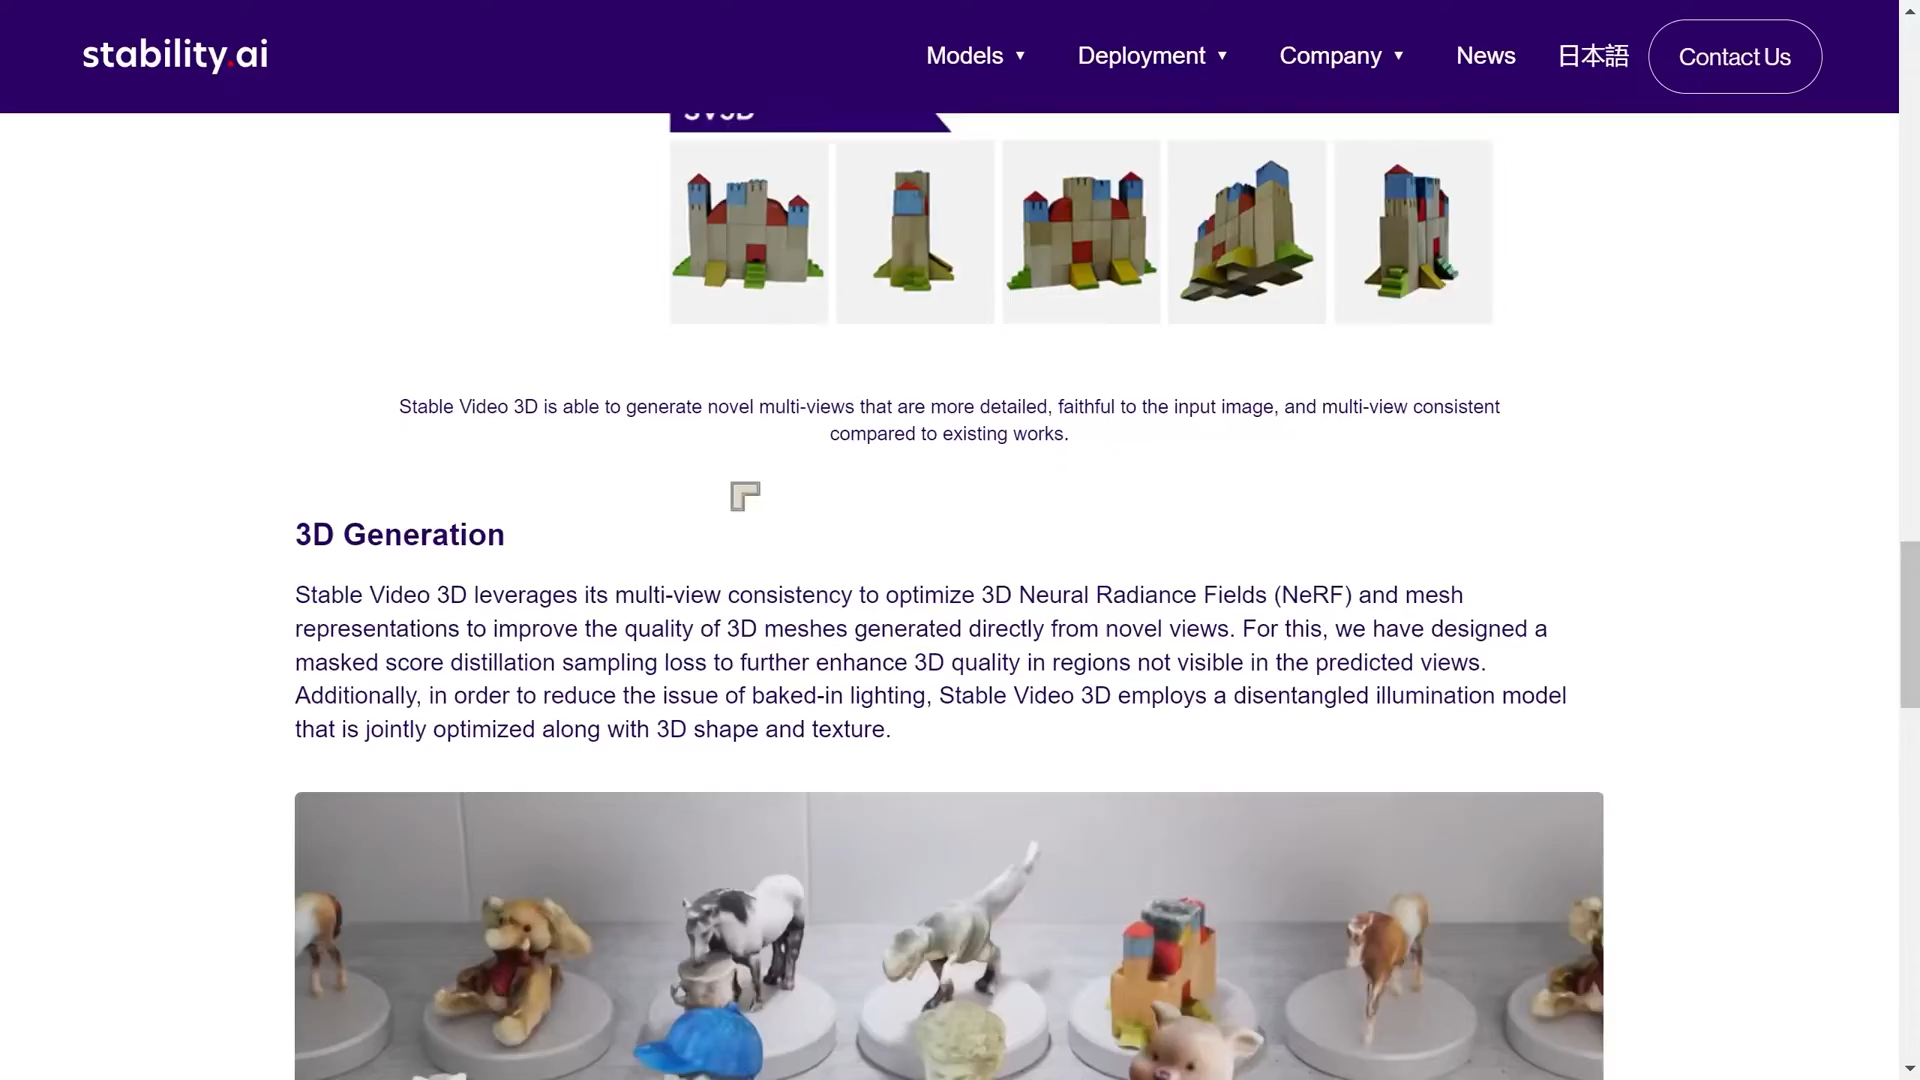 stability.ai
Models ▼ Deployment ▼ Company ▼ News 日本語 Contact Us
SV3D
Stable Video 3D is able to generate novel multi-views that are more detailed, faithful to the input image, and multi-view consistent
compared to existing works.
3D Generation
Stable Video 3D leverages its multi-view consistency to optimize 3D Neural Radiance Fields (NeRF) and mesh
representations to improve the quality of 3D meshes generated directly from novel views. For this, we have designed a
masked score distillation sampling loss to further enhance 3D quality in regions not visible in the predicted views.
Additionally, in order to reduce the issue of baked-in lighting, Stable Video 3D employs a disentangled illumination model
that is jointly optimized along with 3D shape and texture.